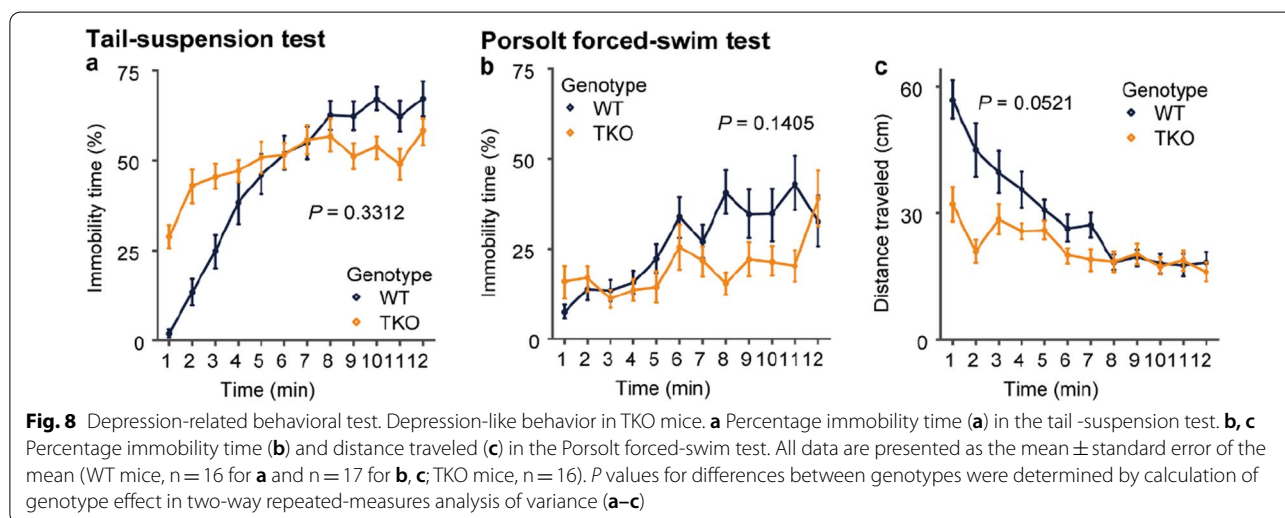 Tail-suspension test
a
Immobility time (%)
75
50
25
0
P = 0.3312
Genotype
WT
TKO
1 2 3 4 5 6 7 8 9 10 11 12
Time (min)
Porsolt forced-swim test
b
Immobility time (%)
75
50
25
0
Genotype
WT
TKO
P = 0.1405
1 2 3 4 5 6 7 8 9 10 11 12
Time (min)
c
Distance traveled (cm)
60
30
0
Genotype
WT
TKO
P = 0.0521
1 2 3 4 5 6 7 8 9 10 11 12
Time (min)
Fig. 8 Depression-related behavioral test. Depression-like behavior in TKO mice. a Percentage immobility time (a) in the tail -suspension test. b, c
Percentage immobility time (b) and distance traveled (c) in the Porsolt forced-swim test. All data are presented as the mean ± standard error of the
mean (WT mice, n = 16 for a and n = 17 for b, c; TKO mice, n = 16). P values for differences between genotypes were determined by calculation of
genotype effect in two-way repeated-measures analysis of variance (a–c)